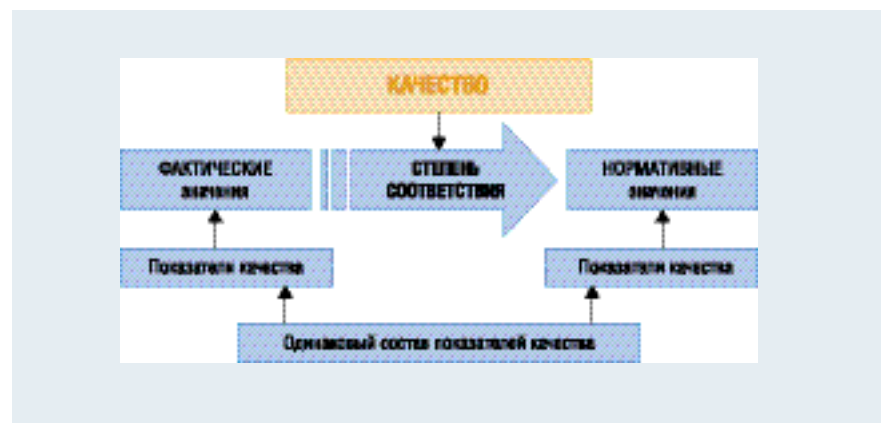 КАЧЕСТВО
ФАКТИЧЕСКИЕ
значения
СТЕПЕНЬ
СООТВЕТСТВИЯ
НОРМАТИВНЫЕ
значения
Показатели качества
Показатели качества
Одинаковый состав показателей качества